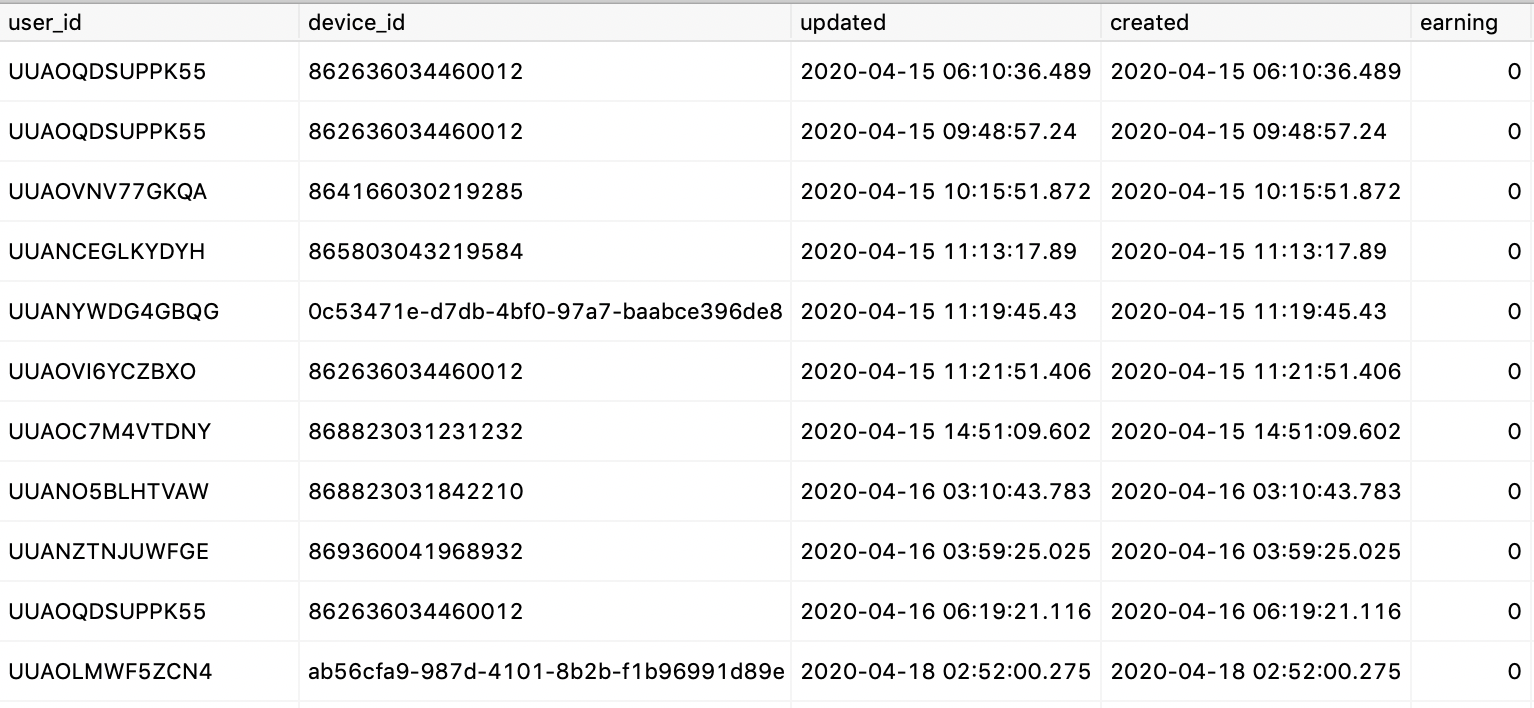 user_id device_id updated created earning
UUAOQDSUPPK55 862636034460012 2020-04-15 06:10:36.489 2020-04-15 06:10:36.489 0
UUAOQDSUPPK55 862636034460012 2020-04-15 09:48:57.24 2020-04-15 09:48:57.24 0
UUAOVNV77GKQA 864166030219285 2020-04-15 10:15:51.872 2020-04-15 10:15:51.872 0
UUANCEGLKYDYH 865803043219584 2020-04-15 11:13:17.89 2020-04-15 11:13:17.89 0
UUANYWDG4GBQG 0c53471e-d7db-4bf0-97a7-baabce396de8 2020-04-15 11:19:45.43 2020-04-15 11:19:45.43 0
UUAOVI6YCZBXO 862636034460012 2020-04-15 11:21:51.406 2020-04-15 11:21:51.406 0
UUAOC7M4VTDNY 868823031231232 2020-04-15 14:51:09.602 2020-04-15 14:51:09.602 0
UUANO5BLHTVAW 868823031842210 2020-04-16 03:10:43.783 2020-04-16 03:10:43.783 0
UUANZTNJUWFGE 869360041968932 2020-04-16 03:59:25.025 2020-04-16 03:59:25.025 0
UUAOQDSUPPK55 862636034460012 2020-04-16 06:19:21.116 2020-04-16 06:19:21.116 0
UUAOLMWF5ZCN4 ab56cfa9-987d-4101-8b2b-f1b96991d89e 2020-04-18 02:52:00.275 2020-04-18 02:52:00.275 0